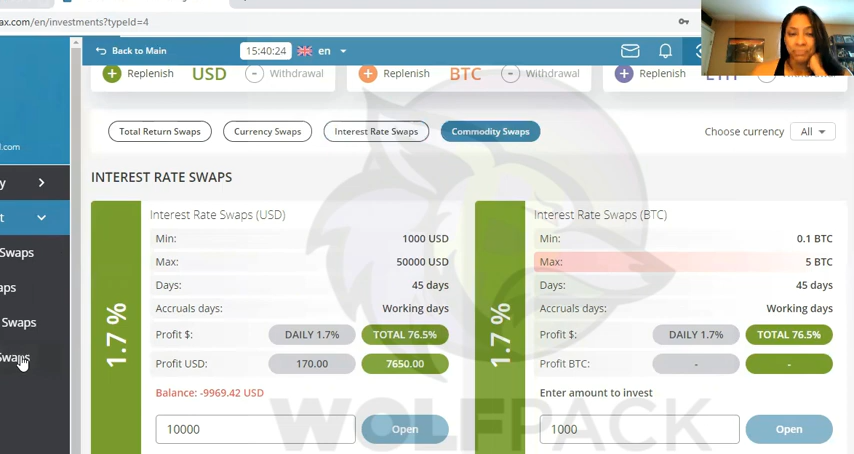 ax.com/en/investments?typeId=4
Back to Main 15:40:24 en
Replenish USD Withdrawal Replenish BTC Withdrawal Replenish ETH
Total Return Swaps Currency Swaps Interest Rate Swaps Commodity Swaps Choose currency All
.com
y
t
Swaps
aps
Swaps
Swaps
INTEREST RATE SWAPS
1.7 %
Interest Rate Swaps (USD)
Min: 1000 USD
Max: 50000 USD
Days: 45 days
Accruals days: Working days
Profit $: DAILY 1.7% TOTAL 76.5%
Profit USD: 170.00 7650.00
Balance: -9969.42 USD
10000 Open
1.7 %
Interest Rate Swaps (BTC)
Min: 0.1 BTC
Max: 5 BTC
Days: 45 days
Accruals days: Working days
Profit $: DAILY 1.7% TOTAL 76.5%
Profit BTC: - -
Enter amount to invest
1000 Open
WOLFPACK